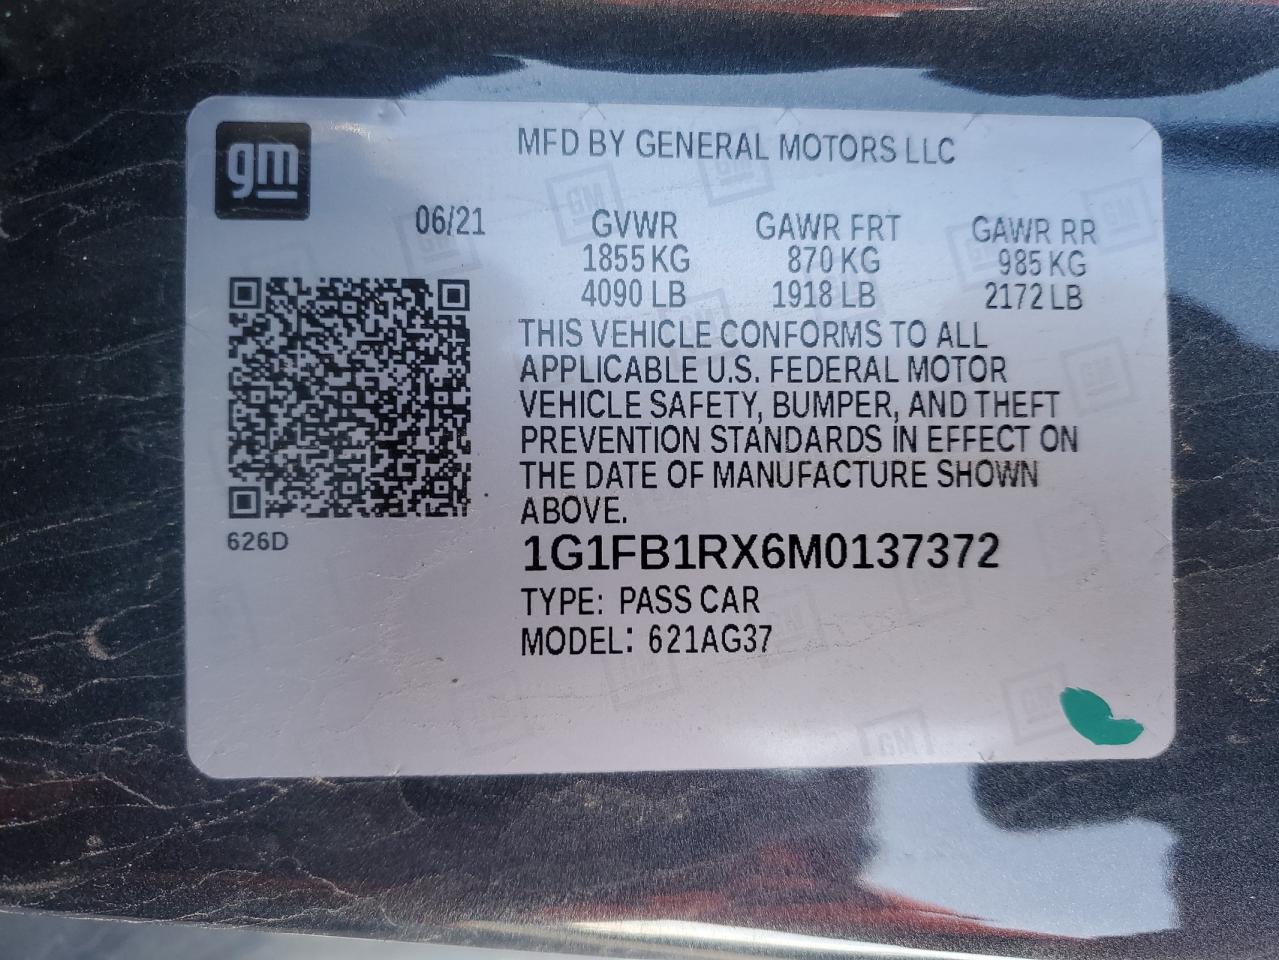 gm
MFD BY GENERAL MOTORS LLC
06/21
GVWR GAWR FRT GAWR RR
1855 KG 870 KG 985 KG
4090 LB 1918 LB 2172 LB
THIS VEHICLE CONFORMS TO ALL
APPLICABLE U.S. FEDERAL MOTOR
VEHICLE SAFETY, BUMPER, AND THEFT
PREVENTION STANDARDS IN EFFECT ON
THE DATE OF MANUFACTURE SHOWN
ABOVE.
626D
1G1FB1RX6M0137372
TYPE: PASS CAR
MODEL: 621AG37